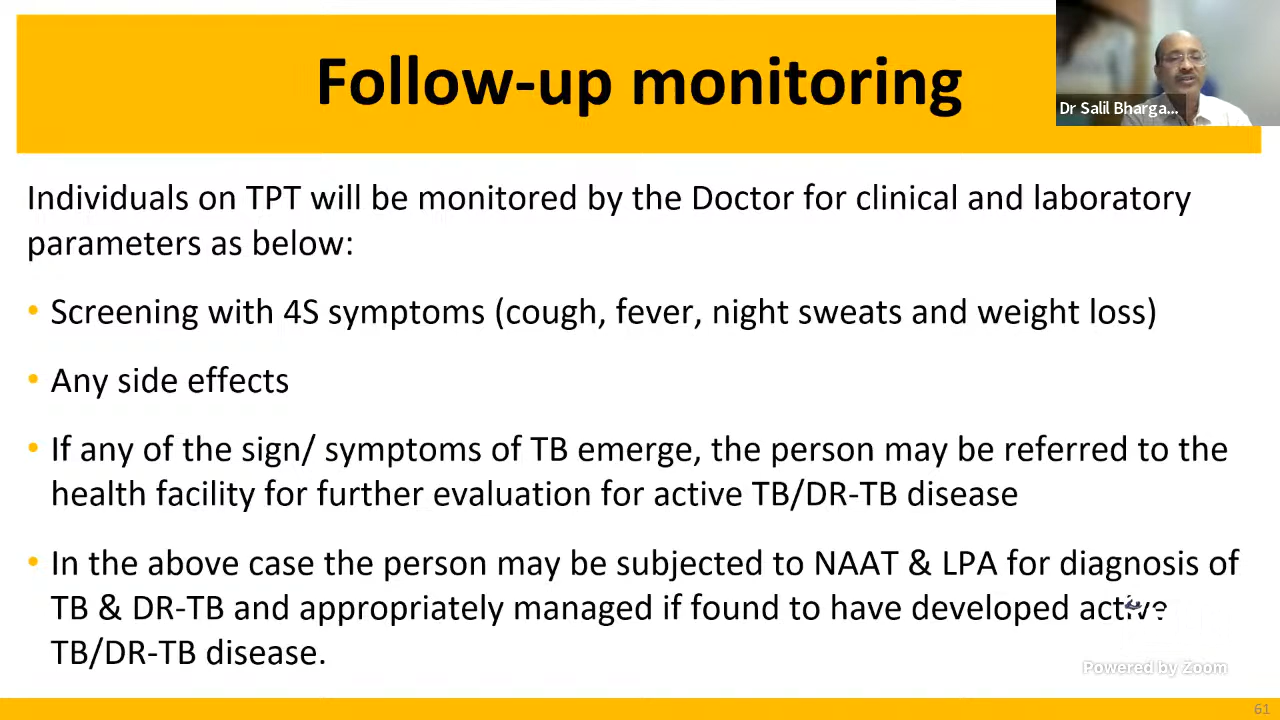 Follow-up monitoring
Dr Salil Bharga...
Individuals on TPT will be monitored by the Doctor for clinical and laboratory
parameters as below:
• Screening with 4S symptoms (cough, fever, night sweats and weight loss)
• Any side effects
• If any of the sign/ symptoms of TB emerge, the person may be referred to the
health facility for further evaluation for active TB/DR-TB disease
• In the above case the person may be subjected to NAAT & LPA for diagnosis of
TB & DR-TB and appropriately managed if found to have developed active
TB/DR-TB disease.
Powered by Zoom
61